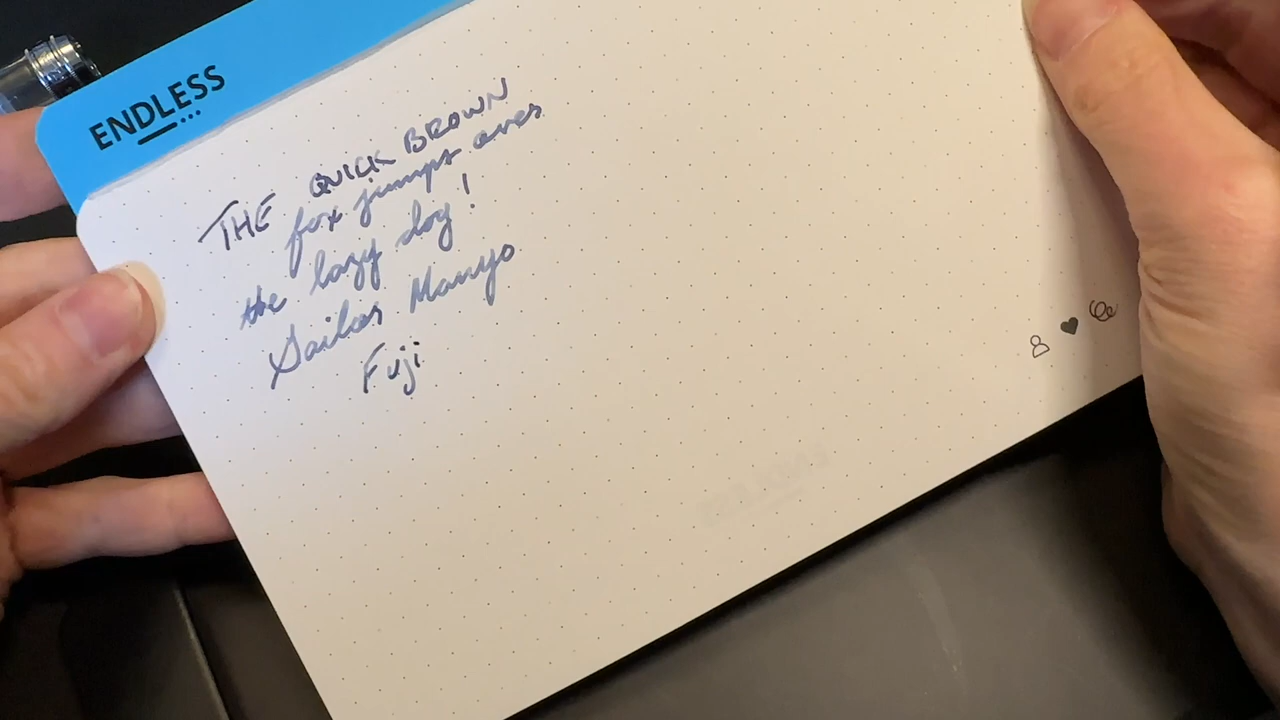 ENDLESS
THE QUICK BROWN
fox jumps over
the lazy dog!
Sailor Manyo
Fuji